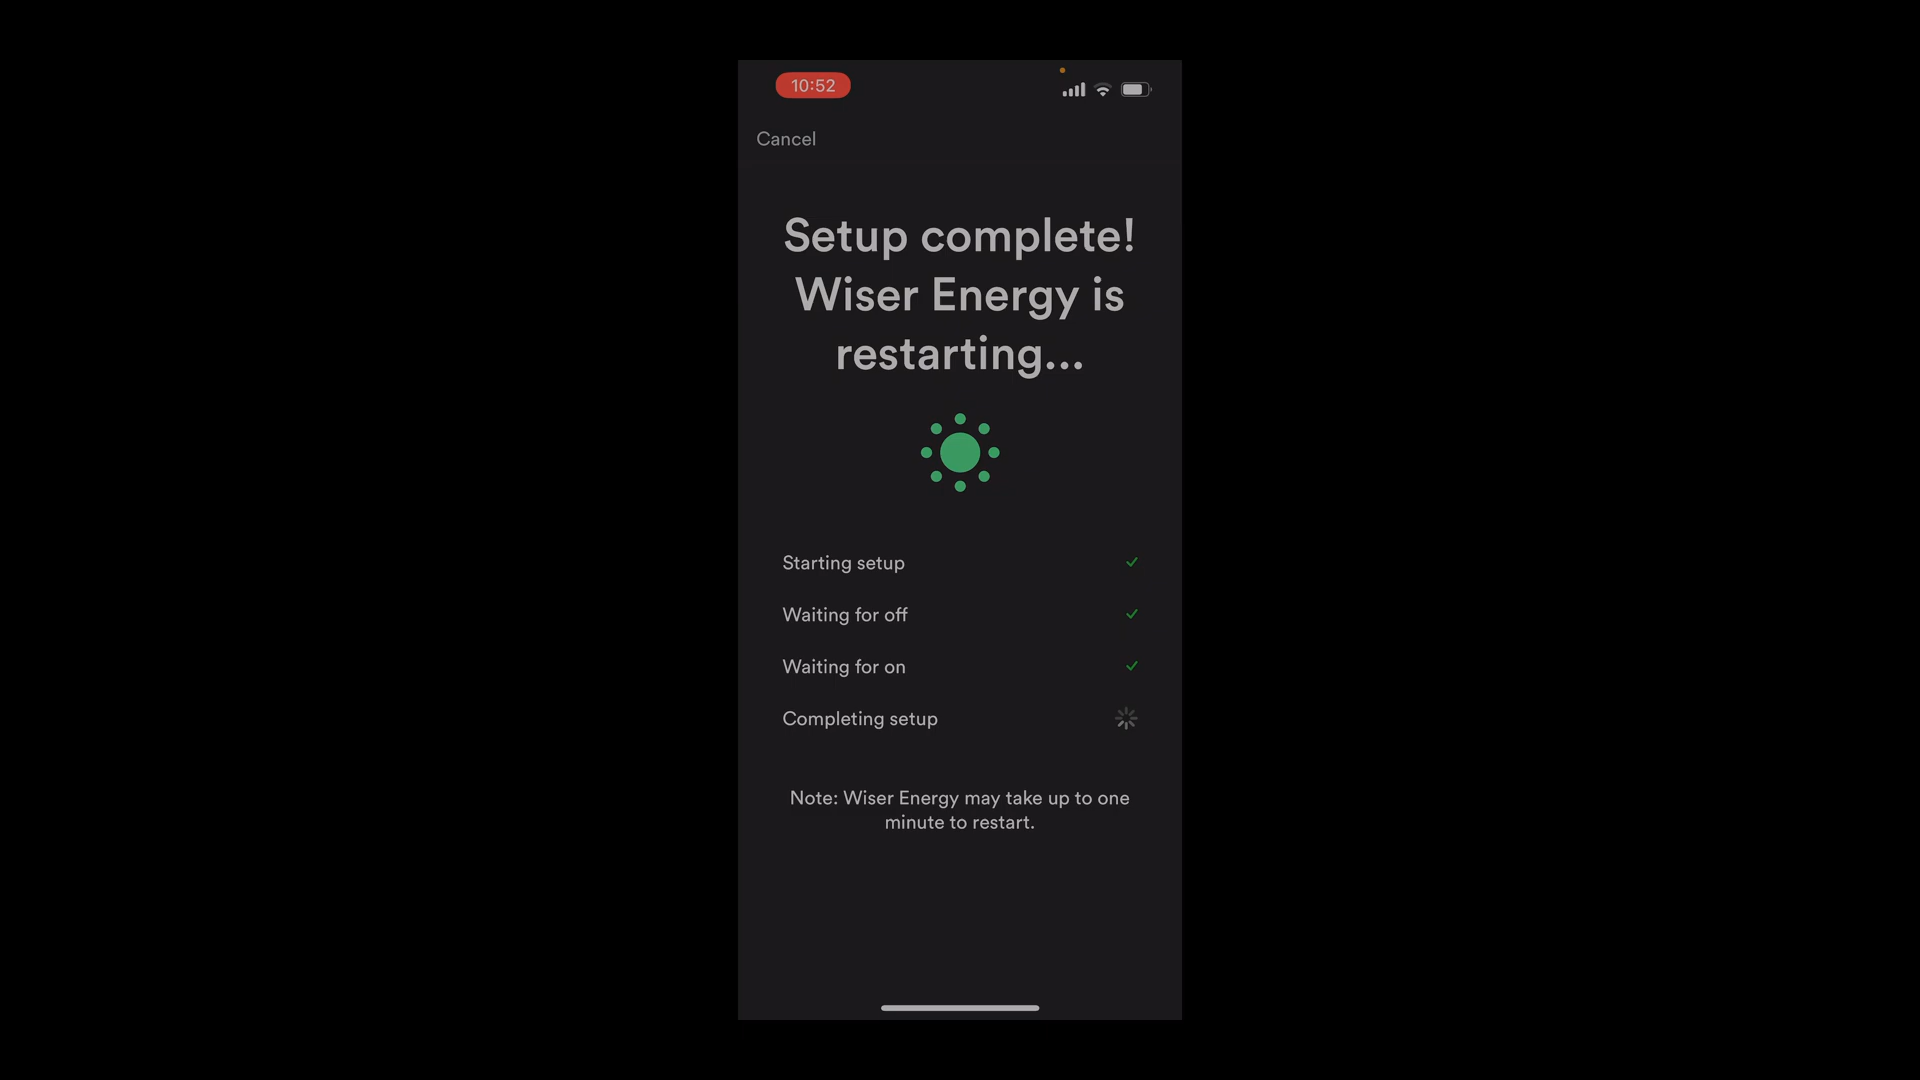 10:52
Cancel
Setup complete!
Wiser Energy is
restarting...
Starting setup
Waiting for off
Waiting for on
Completing setup
Note: Wiser Energy may take up to one
minute to restart.